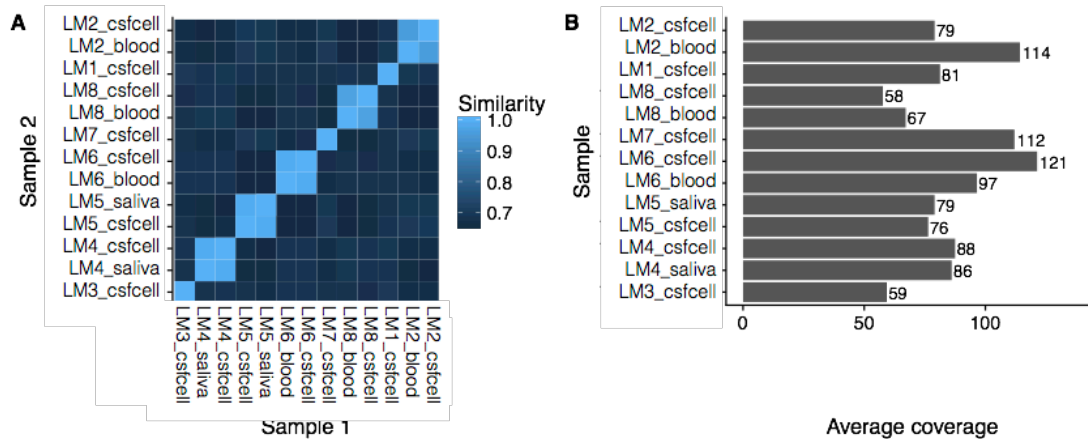 A
LM2_csfcell
LM2_blood
LM1_csfcell
LM8_csfcell
LM8_blood
LM7_csfcell
LM6_csfcell
LM6_blood
LM5_saliva
LM5_csfcell
LM4_csfcell
LM4_saliva
LM3_csfcell
Sample 2
LM3_csfcell
LM4_saliva
LM4_csfcell
LM5_csfcell
LM5_saliva
LM6_blood
LM6_csfcell
LM7_csfcell
LM8_blood
LM8_csfcell
LM1_csfcell
LM2_blood
LM2_csfcell
Sample 1
Similarity
1.0
0.9
0.8
0.7
B
LM2_csfcell 79
LM2_blood 114
LM1_csfcell 81
LM8_csfcell 58
LM8_blood 67
LM7_csfcell 112
LM6_csfcell 121
LM6_blood 97
LM5_saliva 79
LM5_csfcell 76
LM4_csfcell 88
LM4_saliva 86
LM3_csfcell 59
Sample
0 50 100
Average coverage